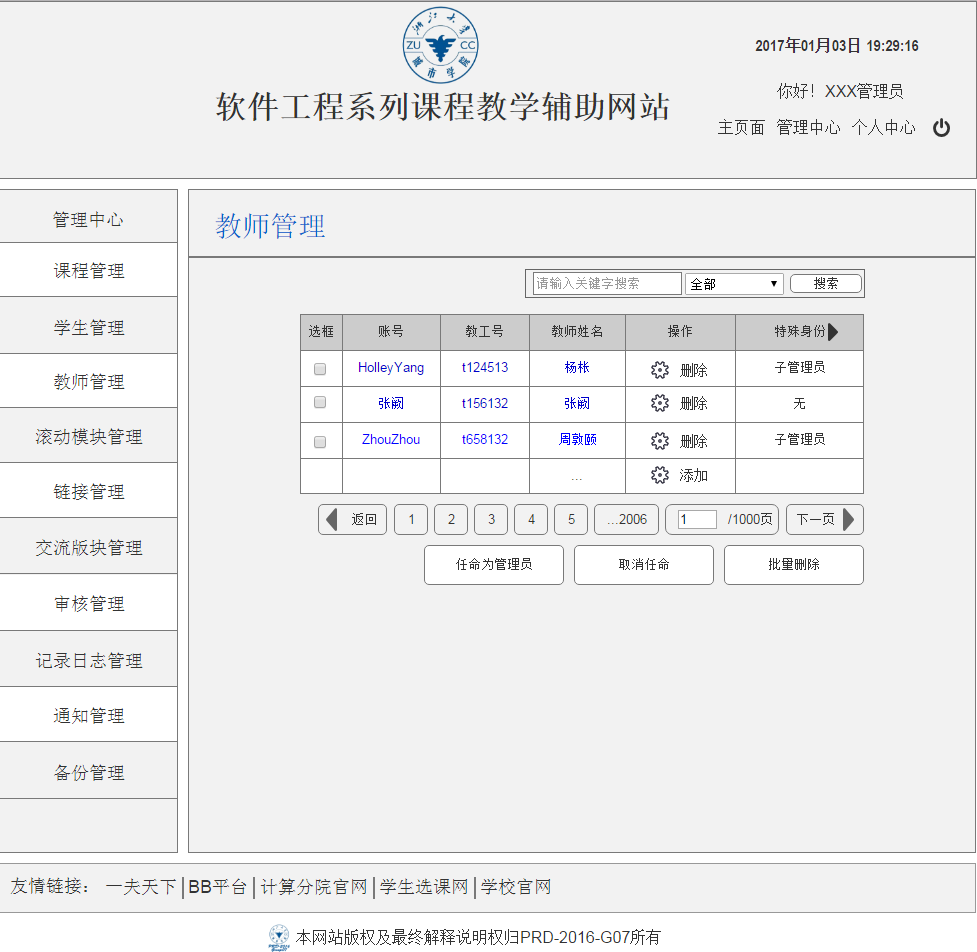 浙江大学
ZU CC
城市学院
2017年01月03日 19:29:16
软件工程系列课程教学辅助网站
你好！XXX管理员
主页面 管理中心 个人中心
管理中心
课程管理
学生管理
教师管理
滚动模块管理
链接管理
交流版块管理
审核管理
记录日志管理
通知管理
备份管理
教师管理
请输入关键字搜索 全部 搜索
选框 账号 教工号 教师姓名 操作 特殊身份
HolleyYang t124513 杨枨 删除 子管理员
张阙 t156132 张阙 删除 无
ZhouZhou t658132 周敦颐 删除 子管理员
... 添加
返回 1 2 3 4 5 ...2006 1 /1000页 下一页
任命为管理员 取消任命 批量删除
友情链接： 一夫天下 BB平台 计算分院官网 学生选课网 学校官网
本网站版权及最终解释说明权归PRD-2016-G07所有